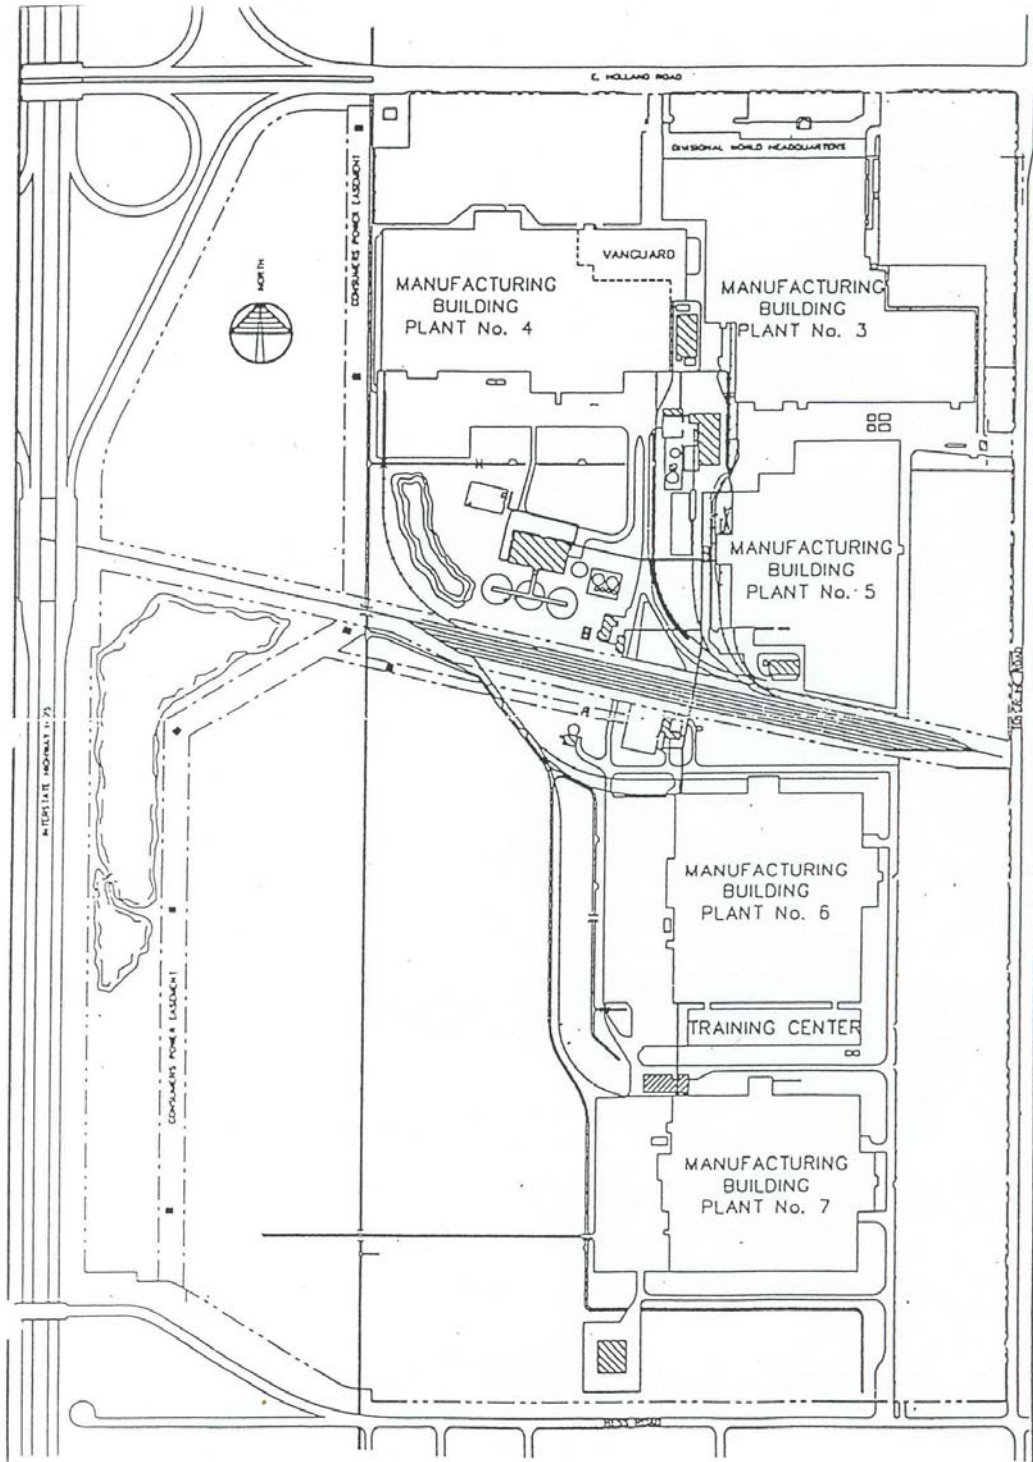 E. HOLLAND ROAD
DIVISIONAL WORLD HEADQUARTERS
CONSUMERS POWER EASEMENT
NORTH
VANGUARD
MANUFACTURING
BUILDING
PLANT No. 4
MANUFACTURING
BUILDING
PLANT No. 3
MANUFACTURING
BUILDING
PLANT No. 5
INTERSTATE HIGHWAY I-75
MANUFACTURING
BUILDING
PLANT No. 6
TRAINING CENTER
CONSUMERS POWER EASEMENT
MANUFACTURING
BUILDING
PLANT No. 7
HESS ROAD